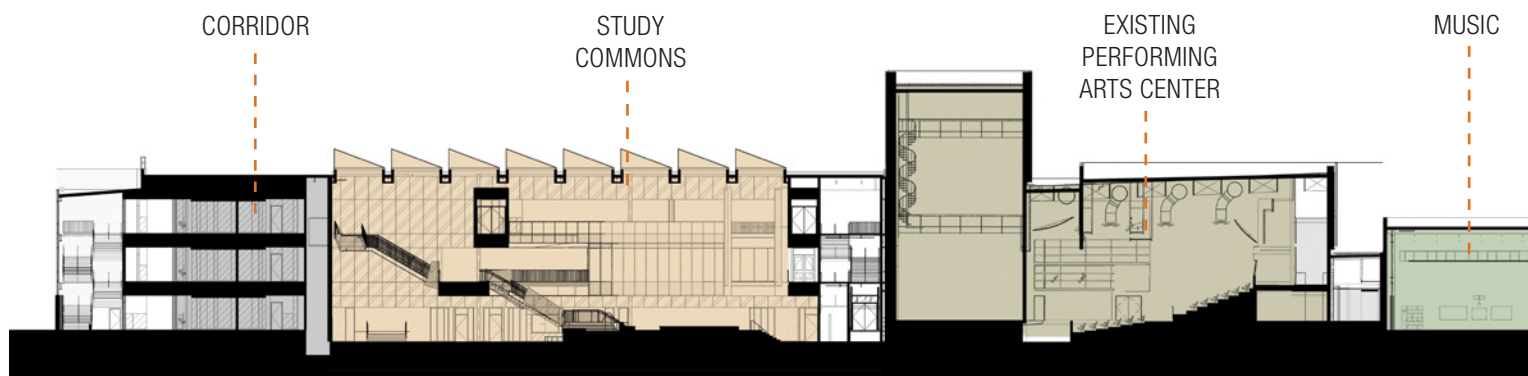 CORRIDOR
STUDY
COMMONS
EXISTING
PERFORMING
ARTS CENTER
MUSIC